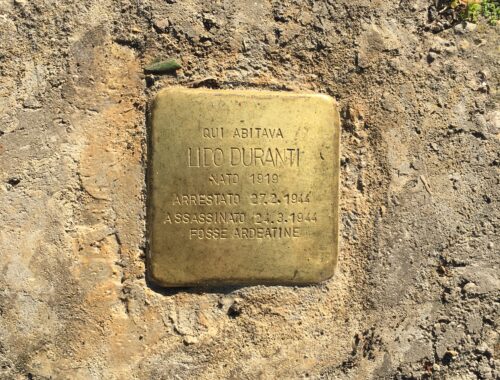 QUI ABITAVA
LIDO DURANTI
NATO 1919
ARRESTATO 27.2.1944
ASSASSINATO 24.3.1944
FOSSE ARDEATINE